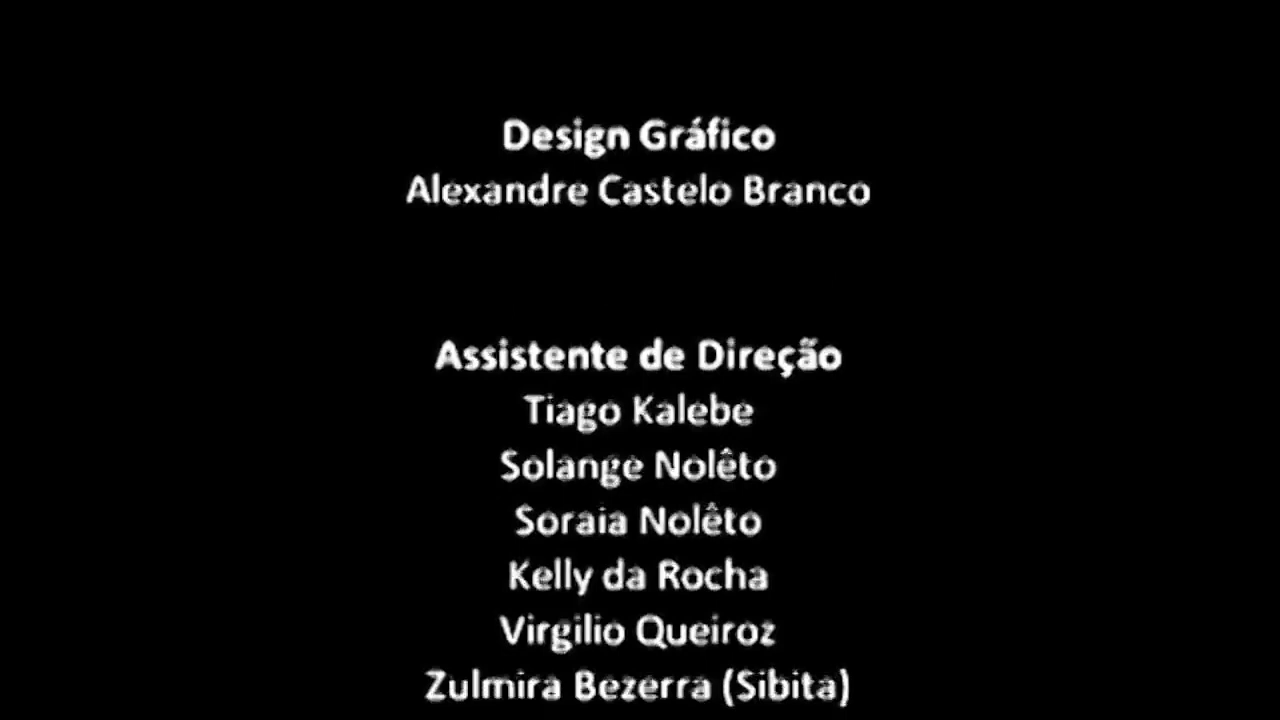 Design Gráfico
Alexandre Castelo Branco
Assistente de Direção
Tiago Kalebe
Solange Nolêto
Soraia Nolêto
Kelly da Rocha
Virgilio Queiroz
Zulmira Bezerra (Sibita)